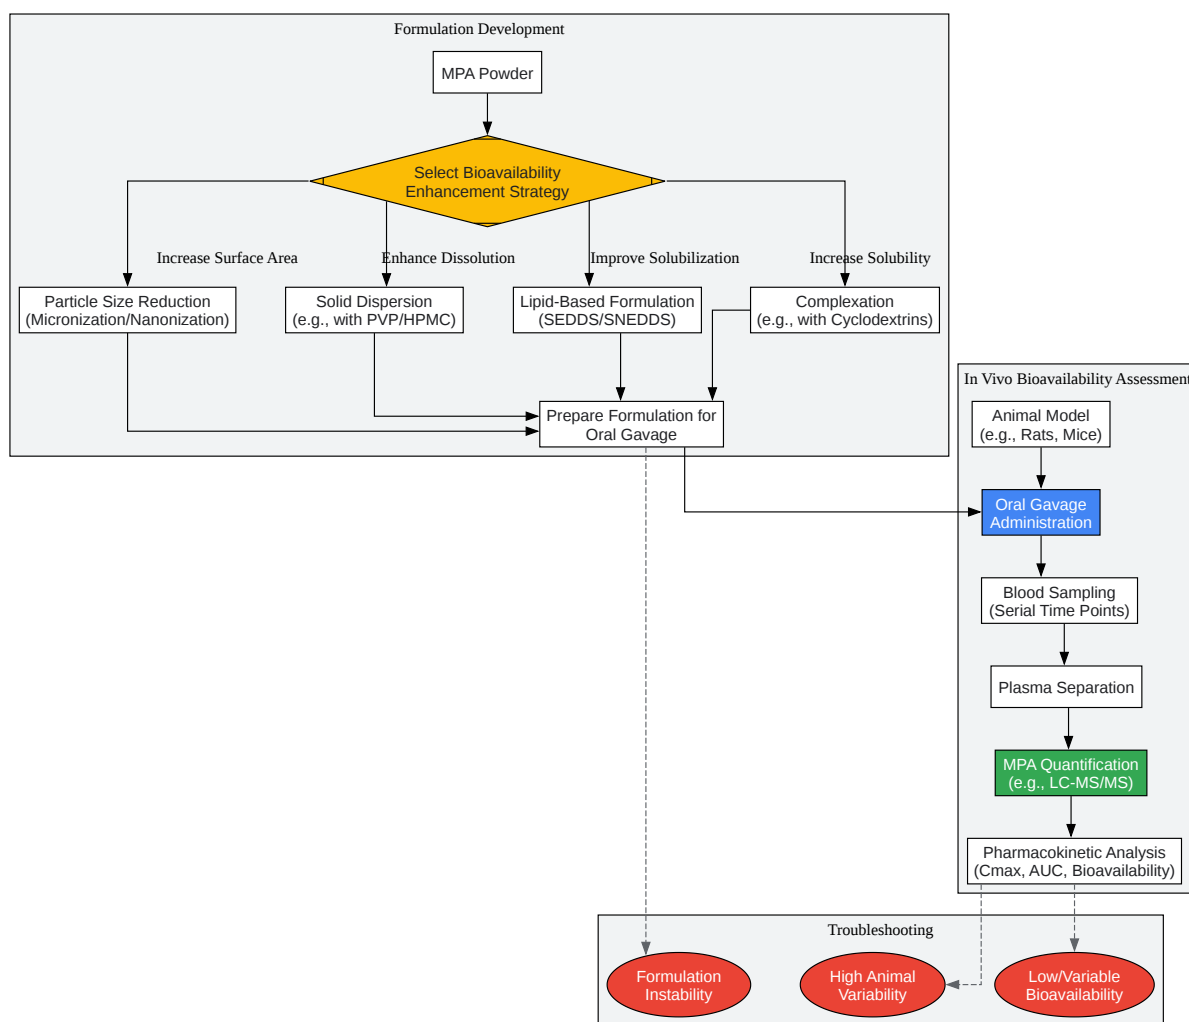 Formulation Development
MPA Powder
Select Bioavailability
Enhancement Strategy
Increase Surface Area
Enhance Dissolution
Improve Solubilization
Increase Solubility
Particle Size Reduction
(Micronization/Nanonization)
Solid Dispersion
(e.g., with PVP/HPMC)
Lipid-Based Formulation
(SEDDS/SNEDDS)
Complexation
(e.g., with Cyclodextrins)
Prepare Formulation for
Oral Gavage
In Vivo Bioavailability Assessment
Animal Model
(e.g., Rats, Mice)
Oral Gavage
Administration
Blood Sampling
(Serial Time Points)
Plasma Separation
MPA Quantification
(e.g., LC-MS/MS)
Pharmacokinetic Analysis
(Cmax, AUC, Bioavailability)
Troubleshooting
Formulation
Instability
High Animal
Variability
Low/Variable
Bioavailability